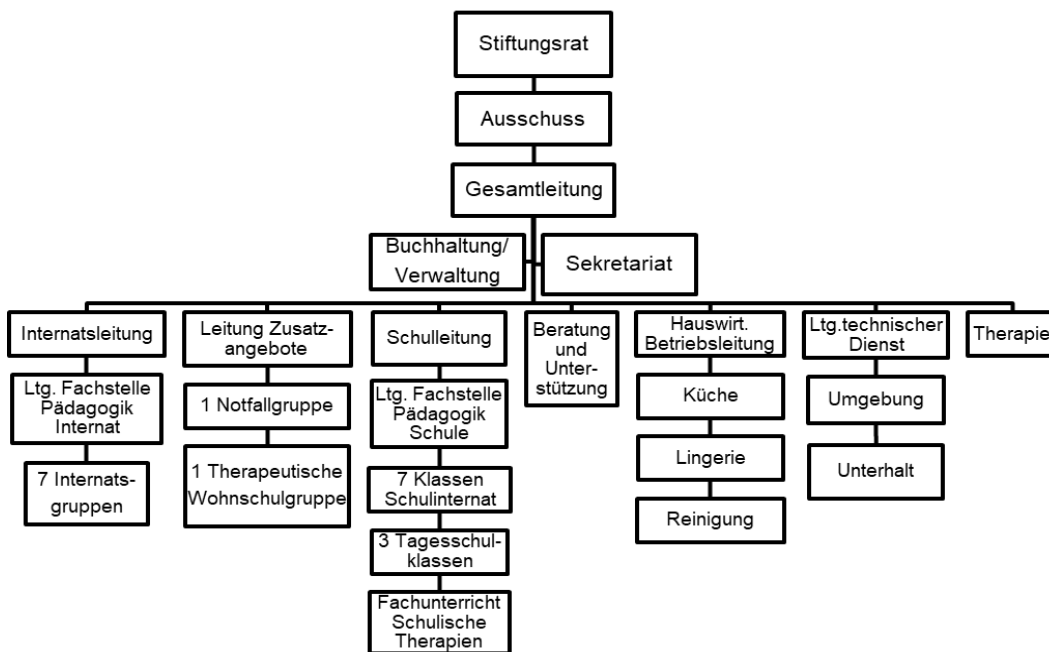 Stiftungsrat
Ausschuss
Gesamtleitung
Buchhaltung/
Verwaltung
Sekretariat
Internatsleitung
Leitung Zusatz-
angebote
Schulleitung
Beratung
und
Unter-
stützung
Hauswirt.
Betriebsleitung
Ltg.technischer
Dienst
Therapie
Ltg. Fachstelle
Pädagogik
Internat
1 Notfallgruppe
Ltg. Fachstelle
Pädagogik
Schule
Küche
Umgebung
7 Internats-
gruppen
1 Therapeutische
Wohnschulgruppe
7 Klassen
Schulinternat
Lingerie
Unterhalt
3 Tagesschul-
klassen
Reinigung
Fachunterricht
Schulische
Therapien